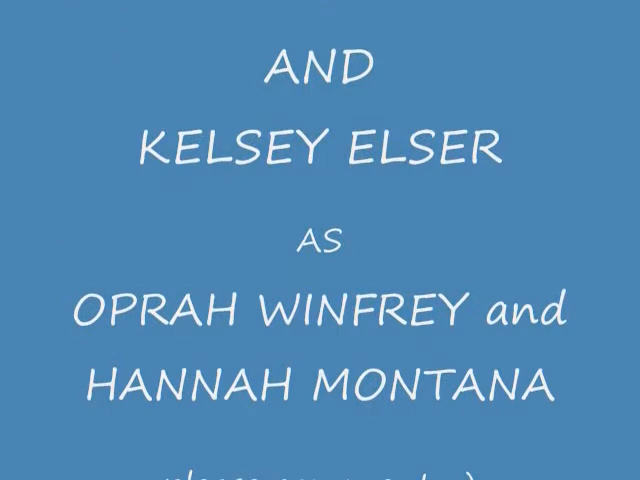 AND
KELSEY ELSER
AS
OPRAH WINFREY and
HANNAH MONTANA